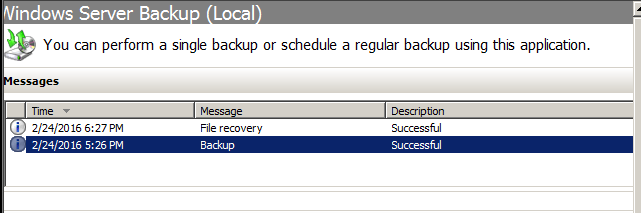 Windows Server Backup (Local)
You can perform a single backup or schedule a regular backup using this application.
Messages
Time Message Description
2/24/2016 6:27 PM File recovery Successful
2/24/2016 5:26 PM Backup Successful